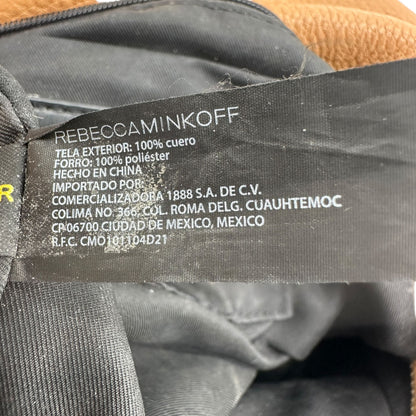 REBECCAMINKOFF
TELA EXTERIOR: 100% cuero
FORRO: 100% poliéster
HECHO EN CHINA
IMPORTADO POR:
COMERCIALIZADORA 1888 S.A. DE C.V.
COLIMA NO. 366, COL. ROMA DELG. CUAUHTEMOC
CP.06700 CIUDAD DE MEXICO, MEXICO
R.F.C. CMO101104D21
R